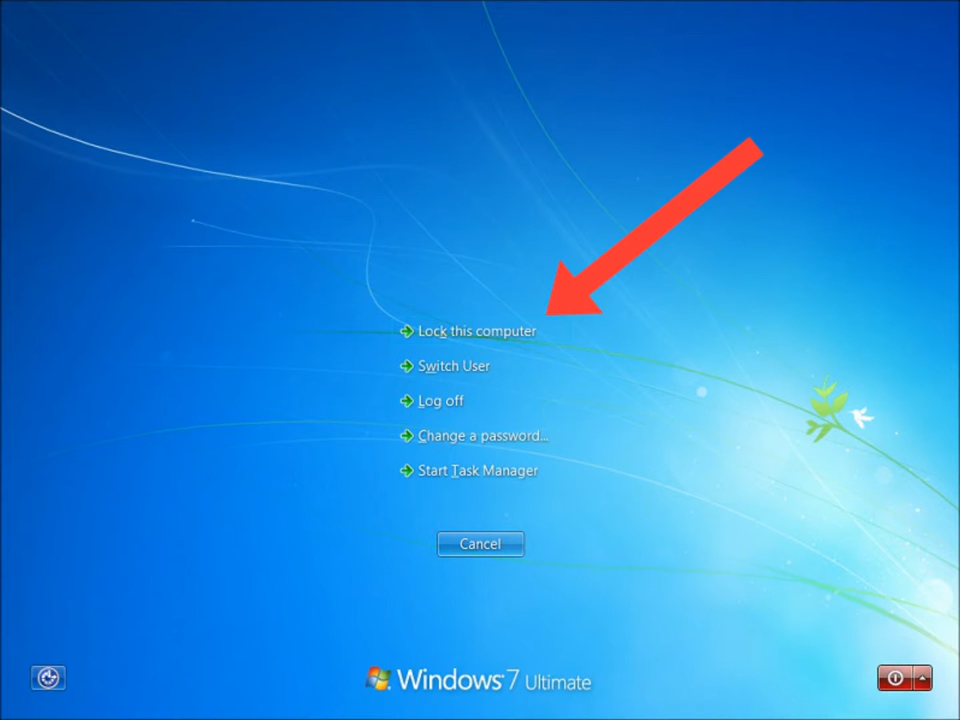 Lock this computer
Switch User
Log off
Change a password...
Start Task Manager
Cancel
Windows 7 Ultimate